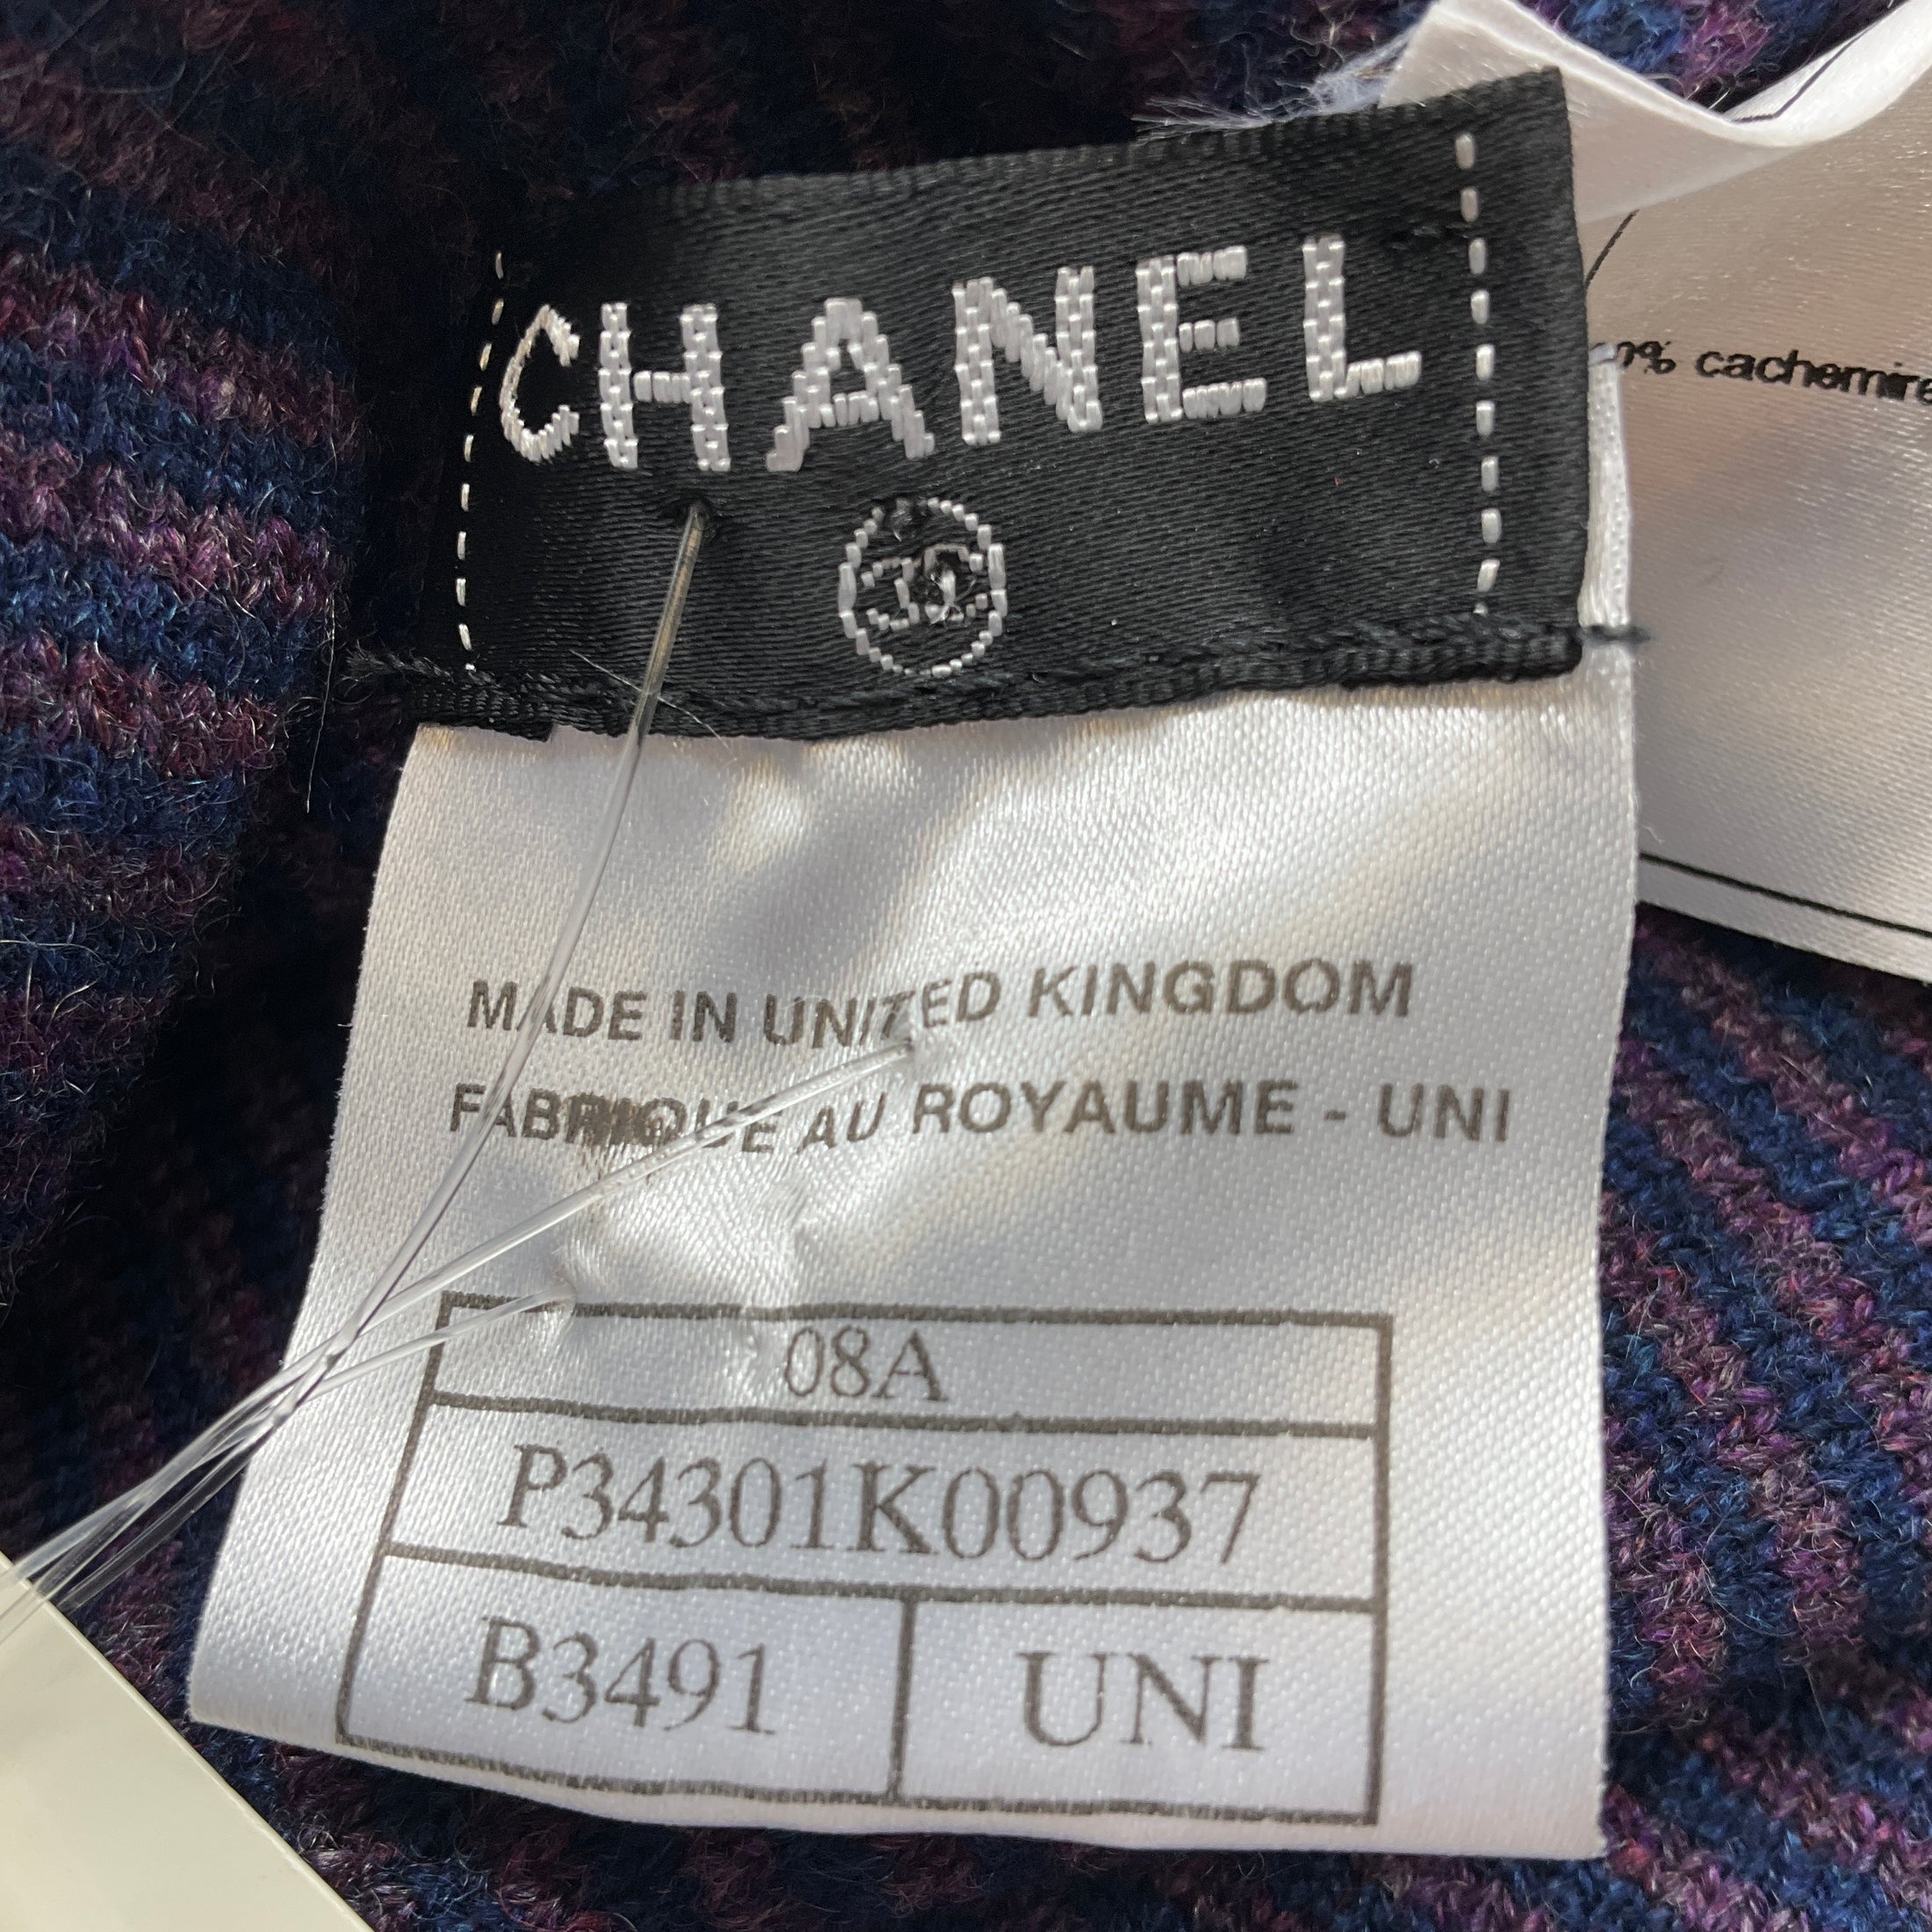 CHANEL
cachemire
MADE IN UNITED KINGDOM
FABRIQUE AU ROYAUME - UNI
08A
P34301K00937
B3491 UNI